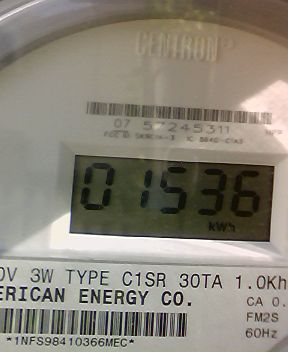 CENTRON
07 57245311
01536
kWh
0V 3W TYPE C1SR 30TA 1.0Kh
ERICAN ENERGY CO.
CA 0.
FM2S
60Hz
*1NFS98410366MEC*